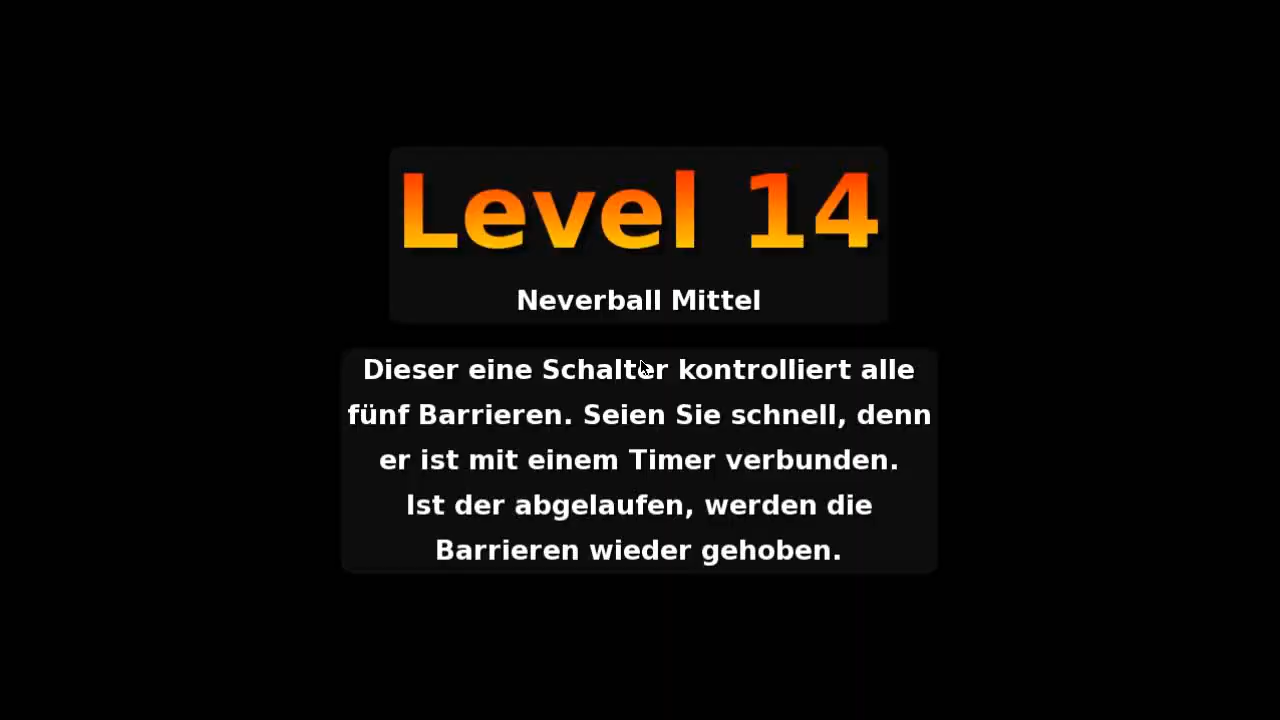 Level 14
Neverball Mittel
Dieser eine Schalter kontrolliert alle
fünf Barrieren. Seien Sie schnell, denn
er ist mit einem Timer verbunden.
Ist der abgelaufen, werden die
Barrieren wieder gehoben.